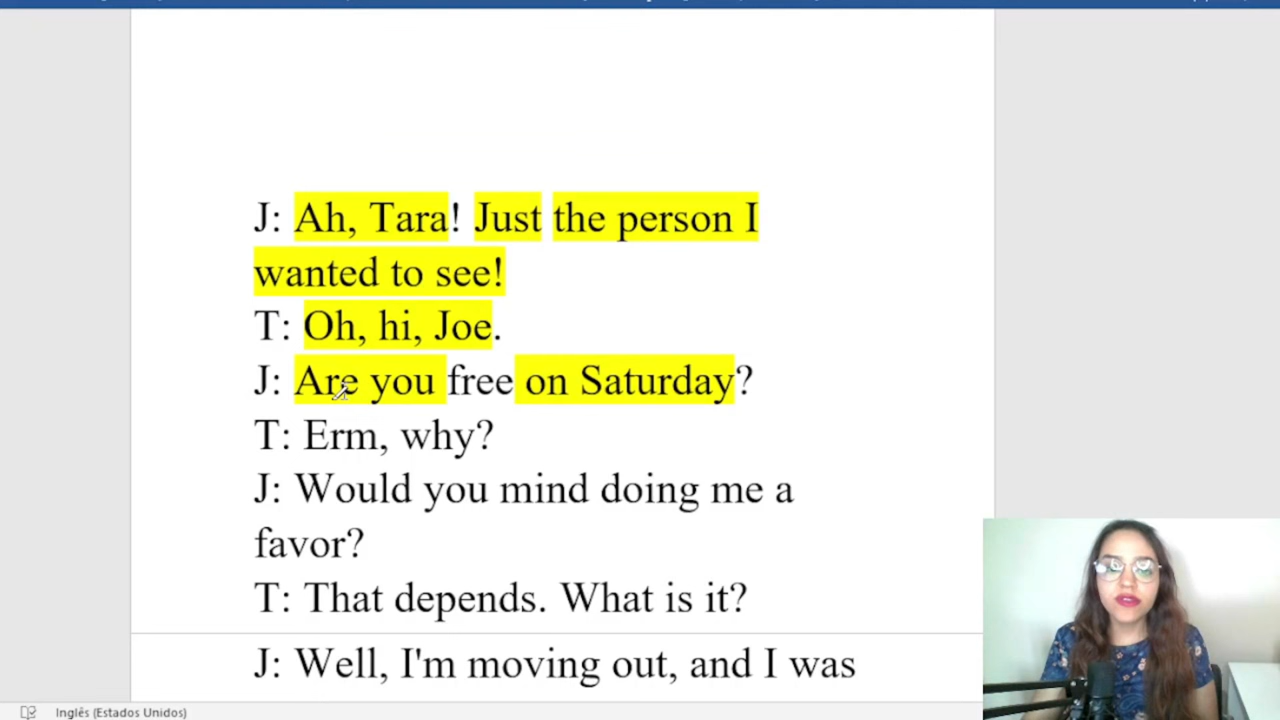 J: Ah, Tara! Just the person I
wanted to see!
T: Oh, hi, Joe.
J: Are you free on Saturday?
T: Erm, why?
J: Would you mind doing me a
favor?
T: That depends. What is it?
J: Well, I'm moving out, and I was
Inglês (Estados Unidos)